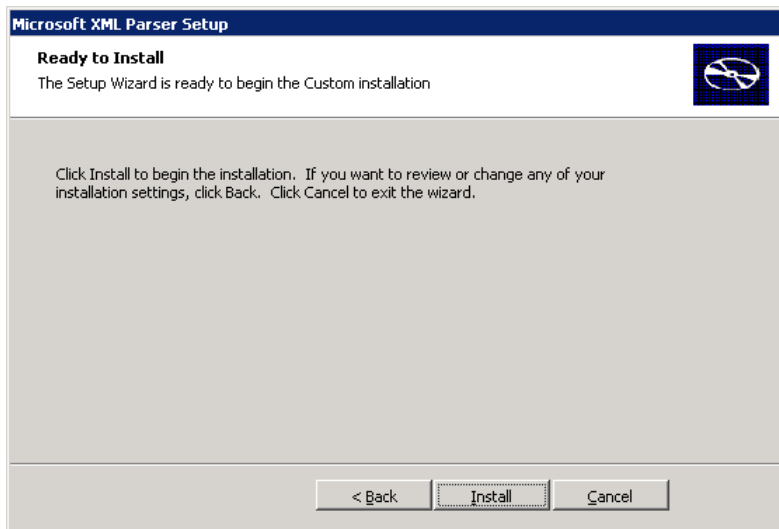 Microsoft XML Parser Setup
Ready to Install
The Setup Wizard is ready to begin the Custom installation
Click Install to begin the installation.  If you want to review or change any of your
installation settings, click Back.  Click Cancel to exit the wizard.
< Back
Install
Cancel